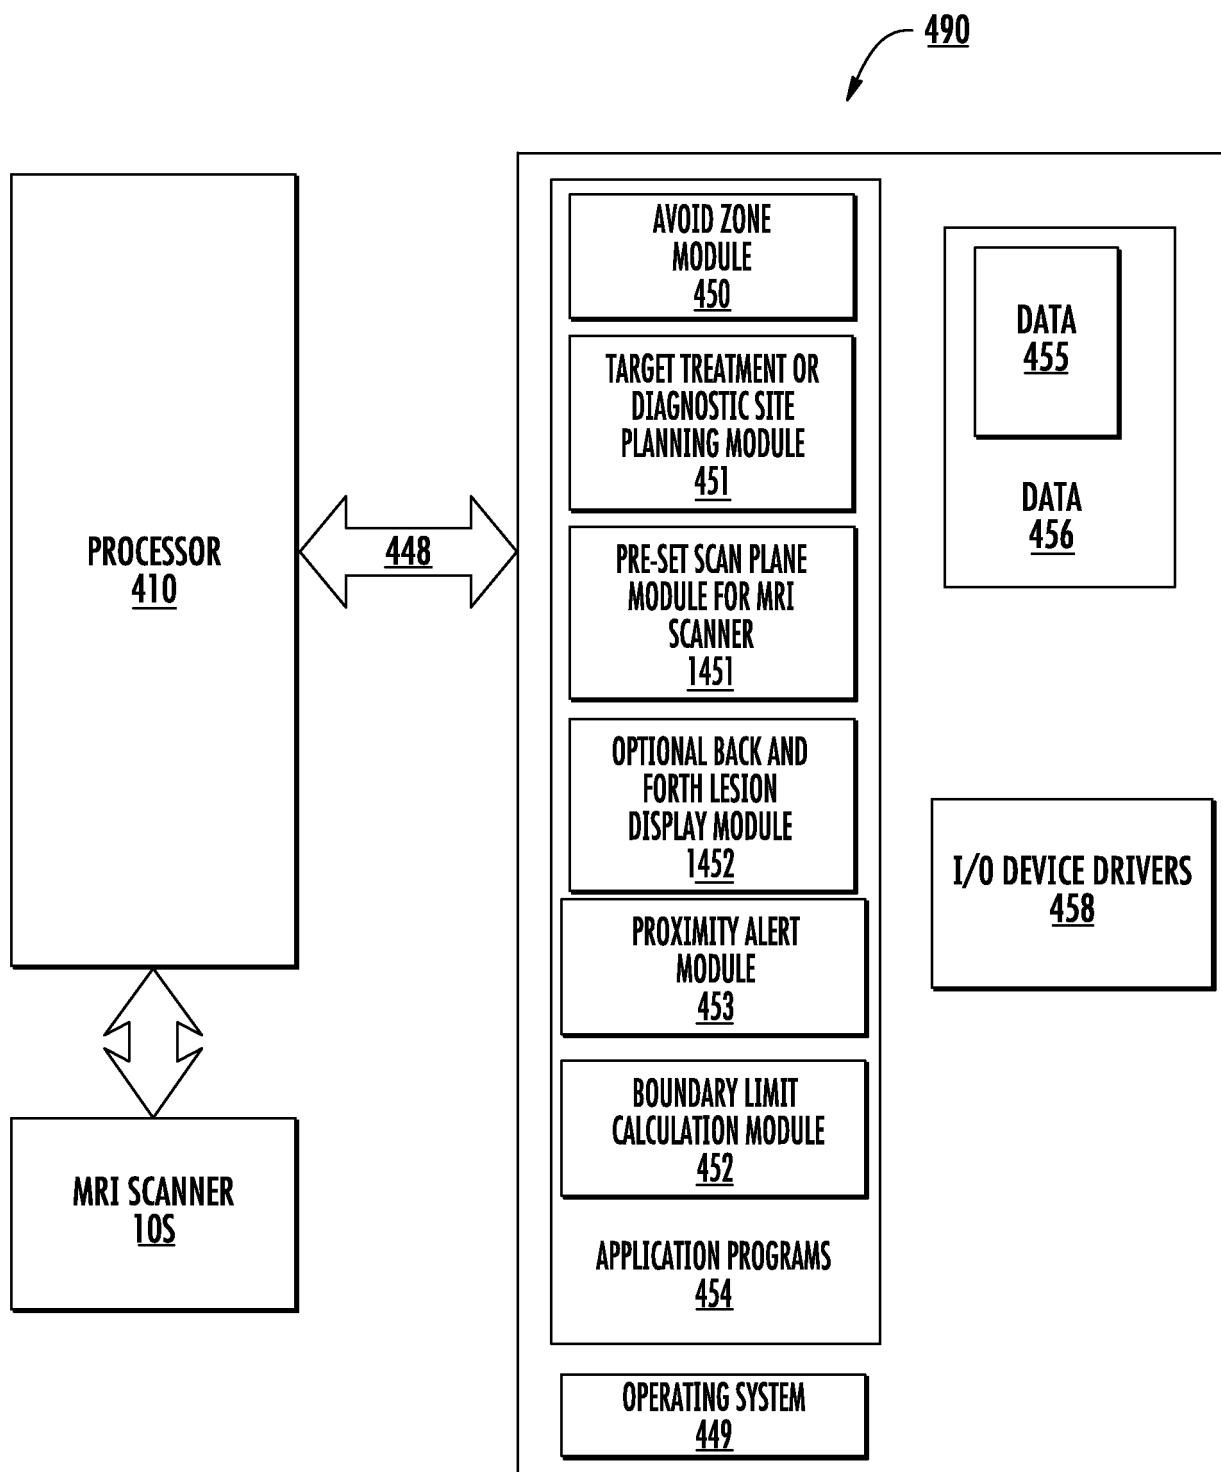 490
AVOID ZONE
MODULE
450
TARGET TREATMENT OR
DIAGNOSTIC SITE
PLANNING MODULE
451
PRE-SET SCAN PLANE
MODULE FOR MRI
SCANNER
1451
OPTIONAL BACK AND
FORTH LESION
DISPLAY MODULE
1452
PROXIMITY ALERT
MODULE
453
BOUNDARY LIMIT
CALCULATION MODULE
452
APPLICATION PROGRAMS
454
OPERATING SYSTEM
449
DATA
455
DATA
456
I/O DEVICE DRIVERS
458
PROCESSOR
410
448
MRI SCANNER
10S